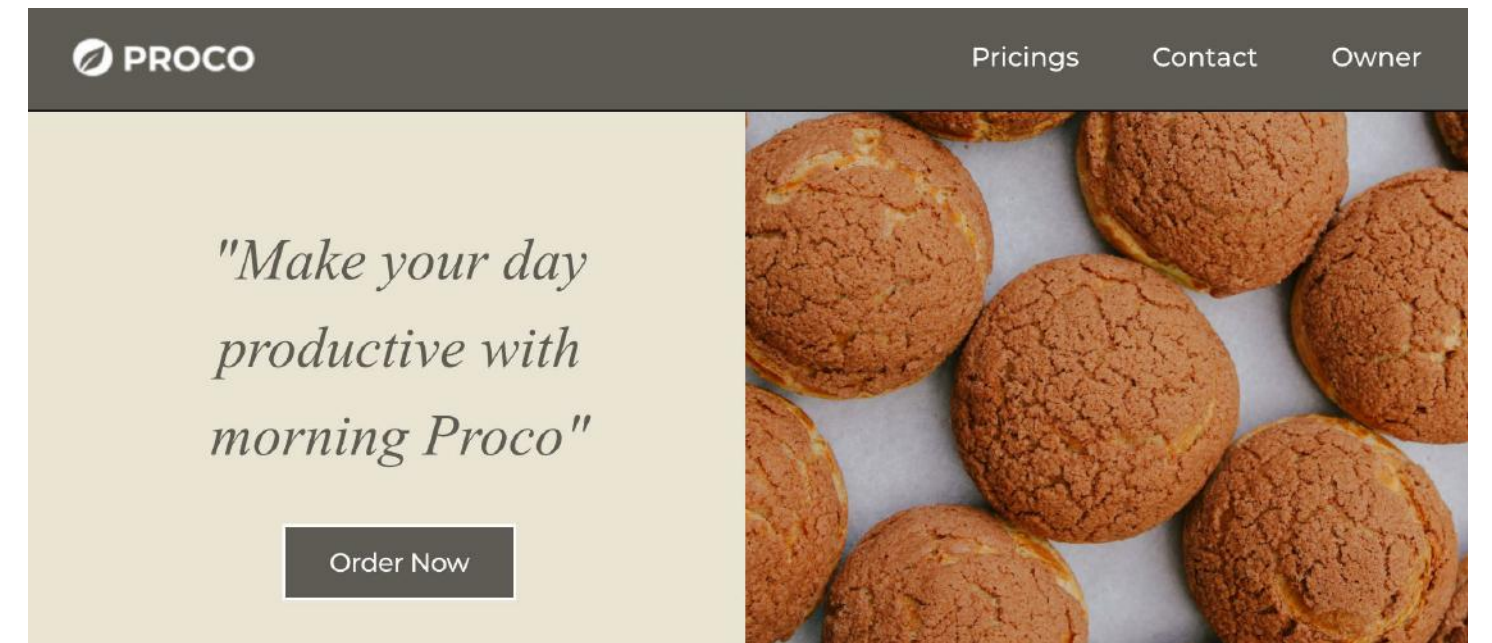 PROCO
Pricings Contact Owner
"Make your day
productive with
morning Proco"
Order Now